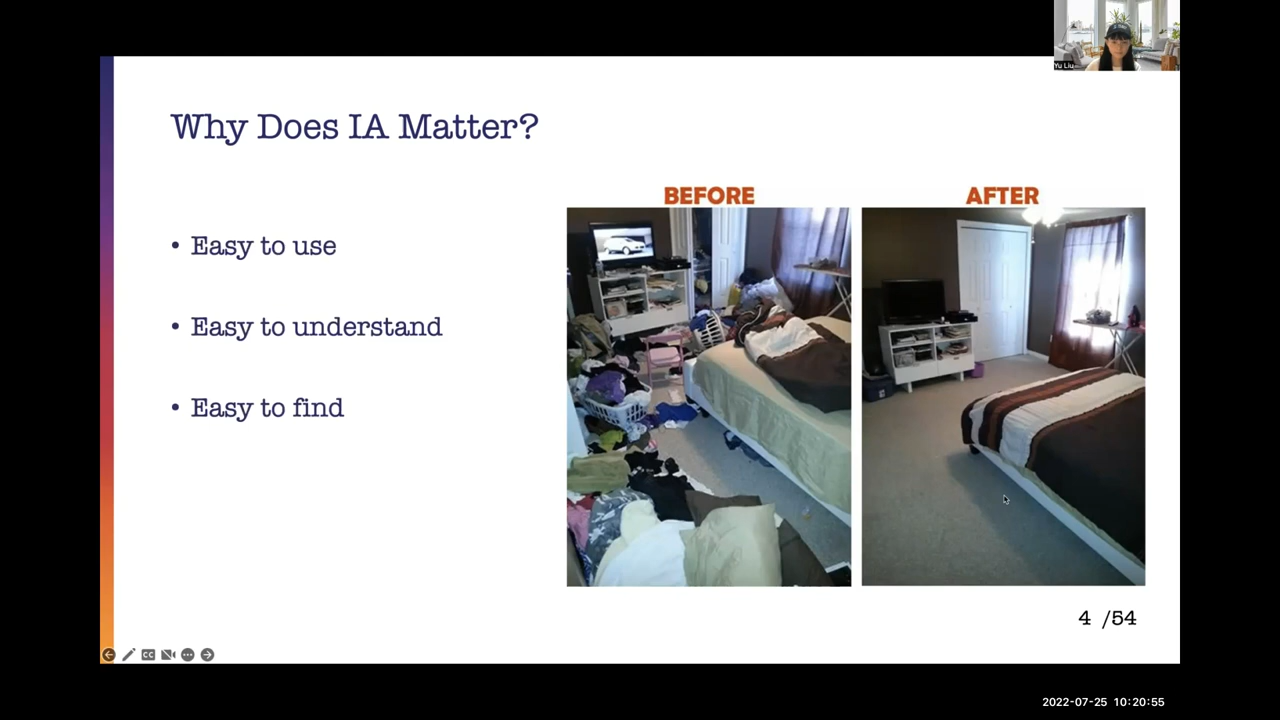 Yu Liu
Why Does IA Matter?
• Easy to use
• Easy to understand
• Easy to find
BEFORE
AFTER
4 /54
CC
2022-07-25 10:20:55